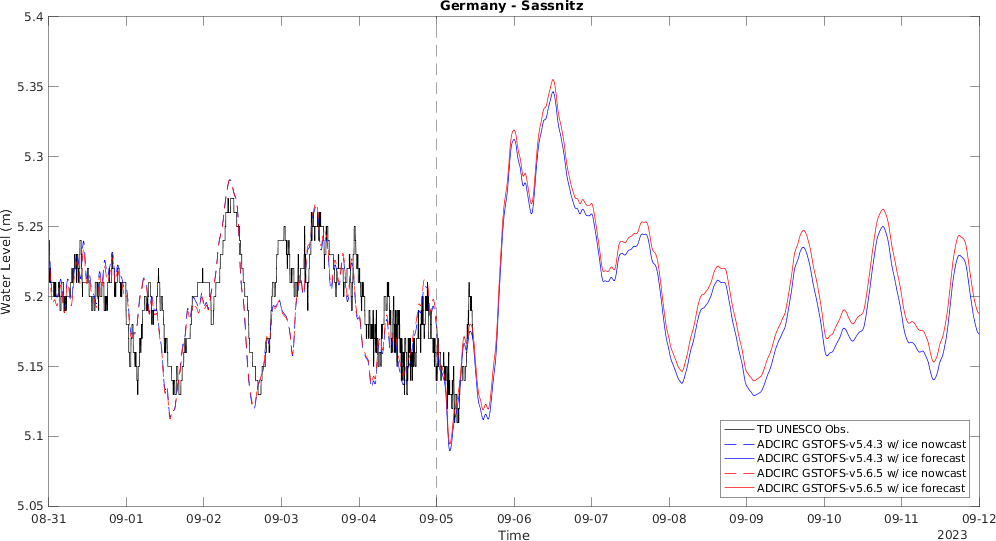 Germany - Sassnitz
5.4
5.35
5.3
5.25
5.2
5.15
5.1
5.05
Water Level (m)
TD UNESCO Obs.
ADCIRC GSTOFS-v5.4.3 w/ ice nowcast
ADCIRC GSTOFS-v5.4.3 w/ ice forecast
ADCIRC GSTOFS-v5.6.5 w/ ice nowcast
ADCIRC GSTOFS-v5.6.5 w/ ice forecast
08-31 09-01 09-02 09-03 09-04 09-05 09-06 09-07 09-08 09-09 09-10 09-11 09-12
Time
2023